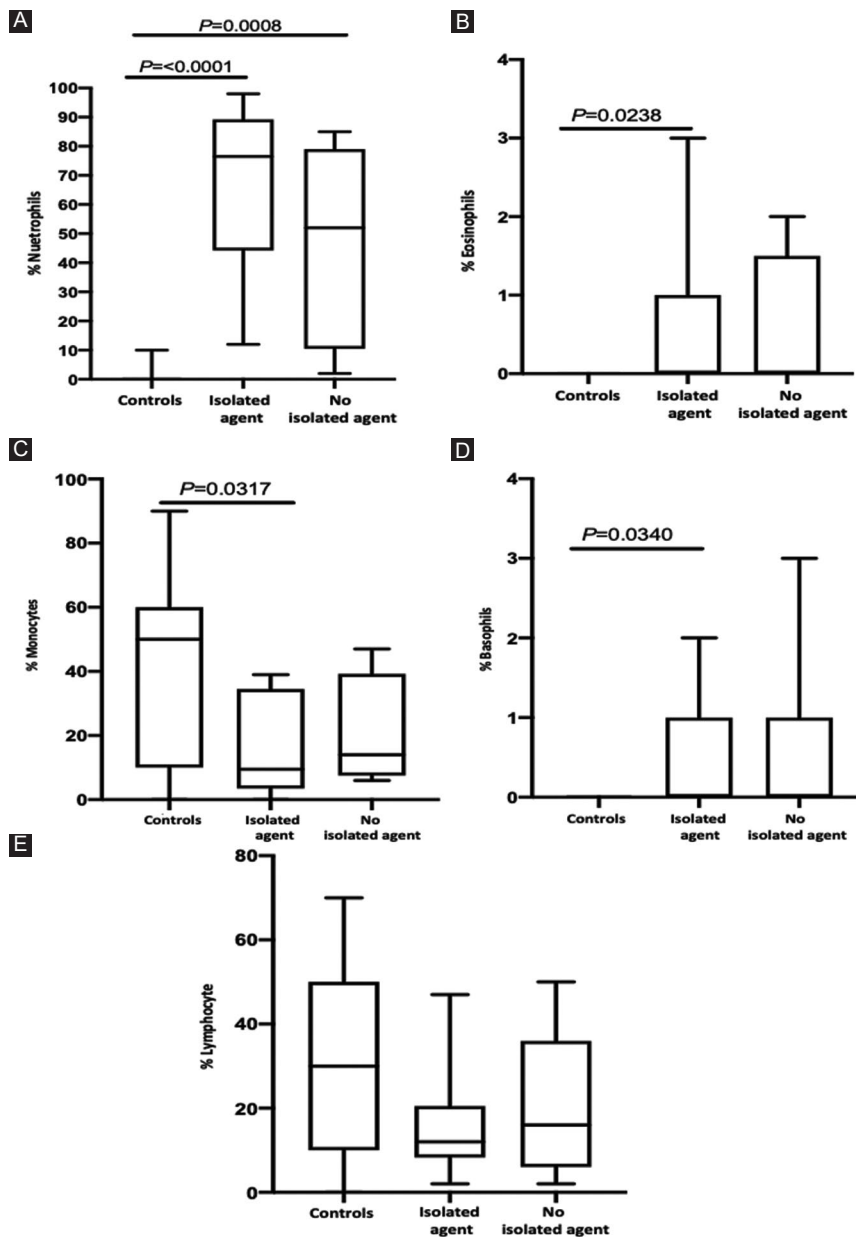 A
P=0.0008
P=<0.0001
100
90
80
70
60
50
40
30
20
10
0
% Nuetrophils
Controls
Isolated
agent
No
isolated agent
B
P=0.0238
4
3
2
1
0
% Eosinophils
Controls
Isolated
agent
No
isolated agent
C
P=0.0317
100
80
60
40
20
0
% Monocytes
Controls
Isolated
agent
No
isolated agent
D
P=0.0340
4
3
2
1
0
% Basophils
Controls
Isolated
agent
No
isolated agent
E
80
60
40
20
0
% Lymphocyte
Controls
Isolated
agent
No
isolated agent